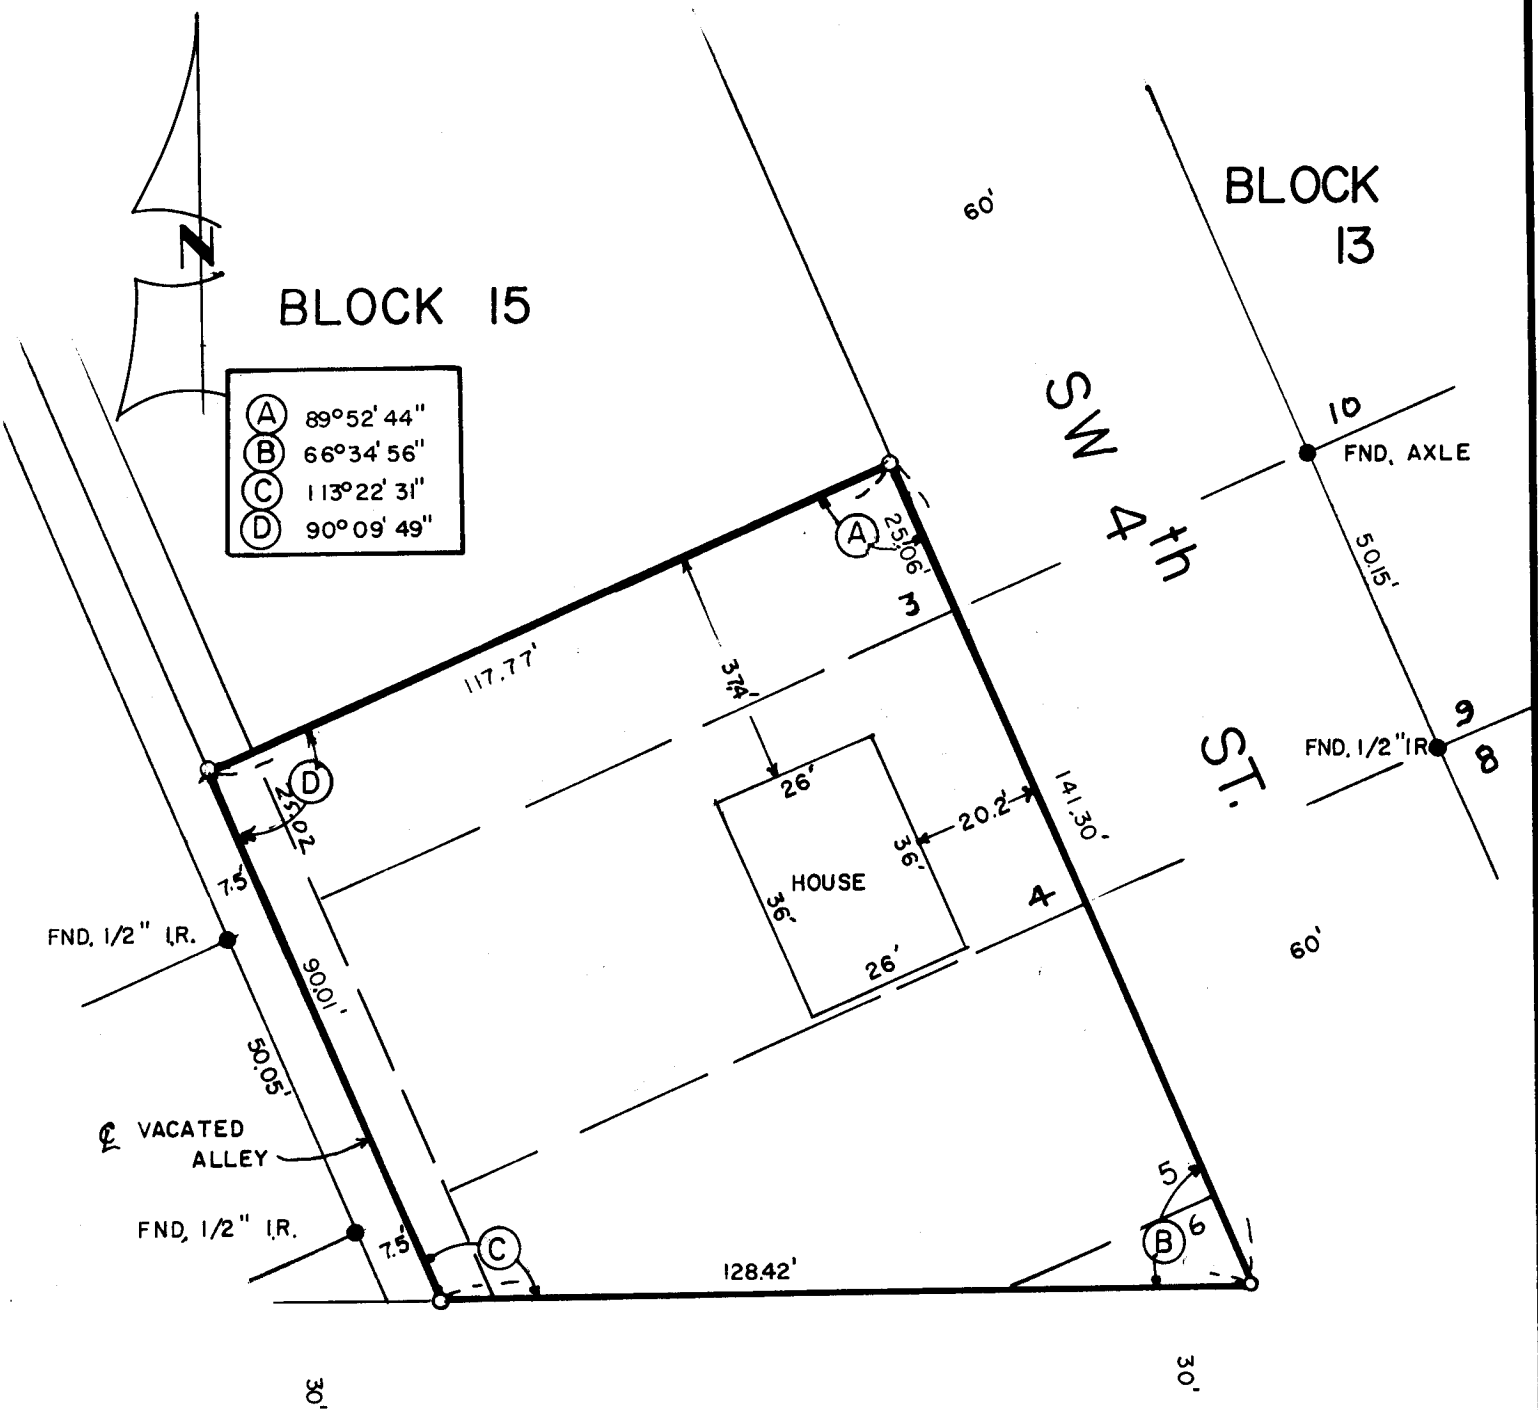 N
BLOCK 15
BLOCK
13
60'
A 89°52'44"
B 66°34'56"
C 113°22'31"
D 90°09'49"
SW
4th
ST.
10
FND. AXLE
50.15'
9
FND. 1/2" I.R.
8
A
25.06'
3
117.77'
37.4'
D
25.02
7.5'
26'
20.2'
141.30'
36'
HOUSE
36'
4
26'
60'
FND. 1/2" I.R.
90.01'
50.05'
℄ VACATED
ALLEY
FND. 1/2" I.R.
7.5'
C
5
6
B
128.42'
30'
30'